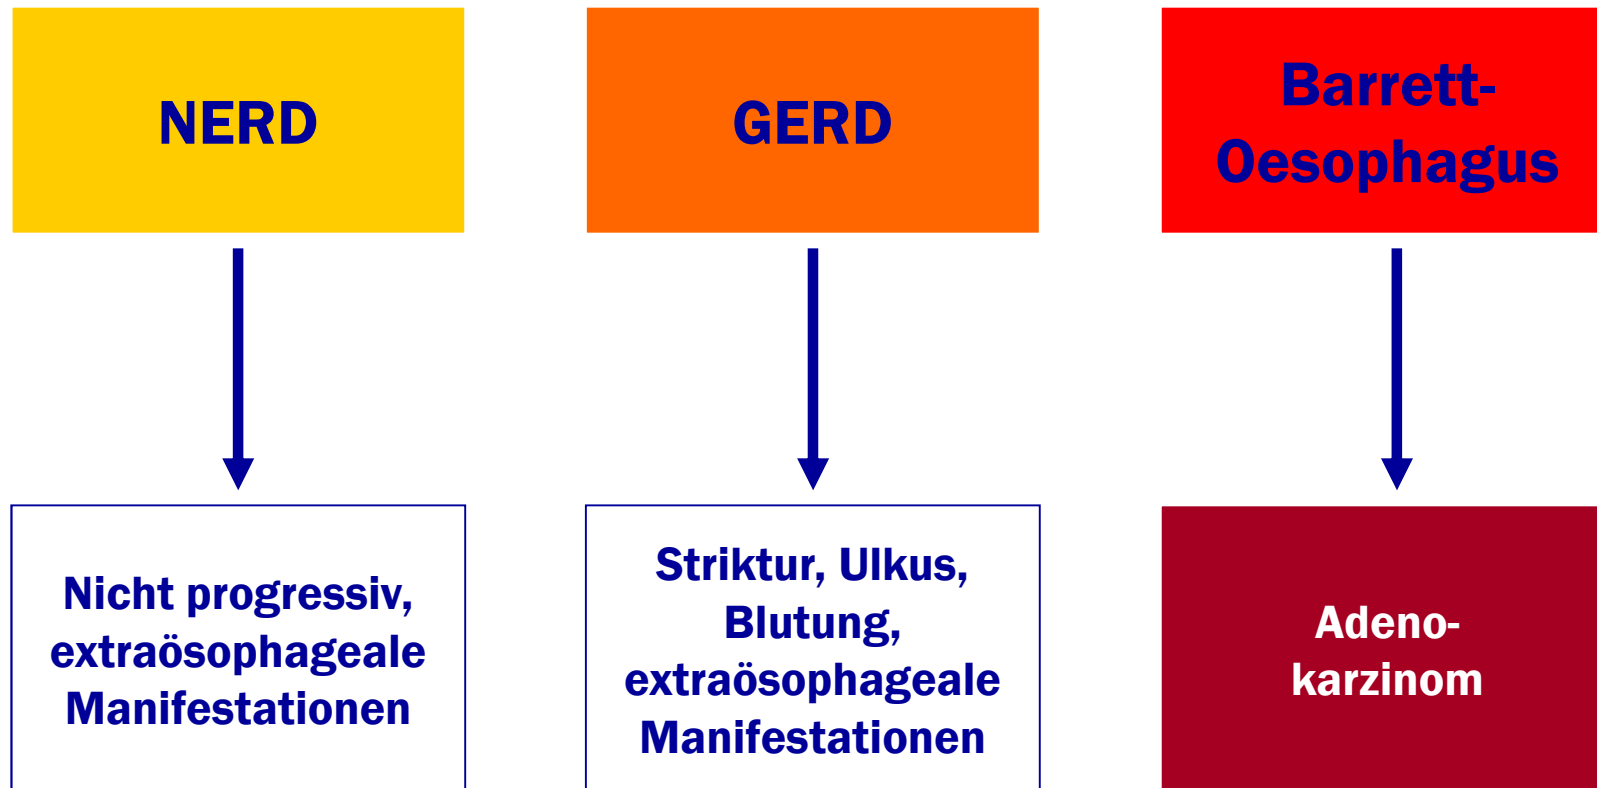 NERD
GERD
Barrett-
Oesophagus
Nicht progressiv,
extraösophageale
Manifestationen
Striktur, Ulkus,
Blutung,
extraösophageale
Manifestationen
Adeno-
karzinom